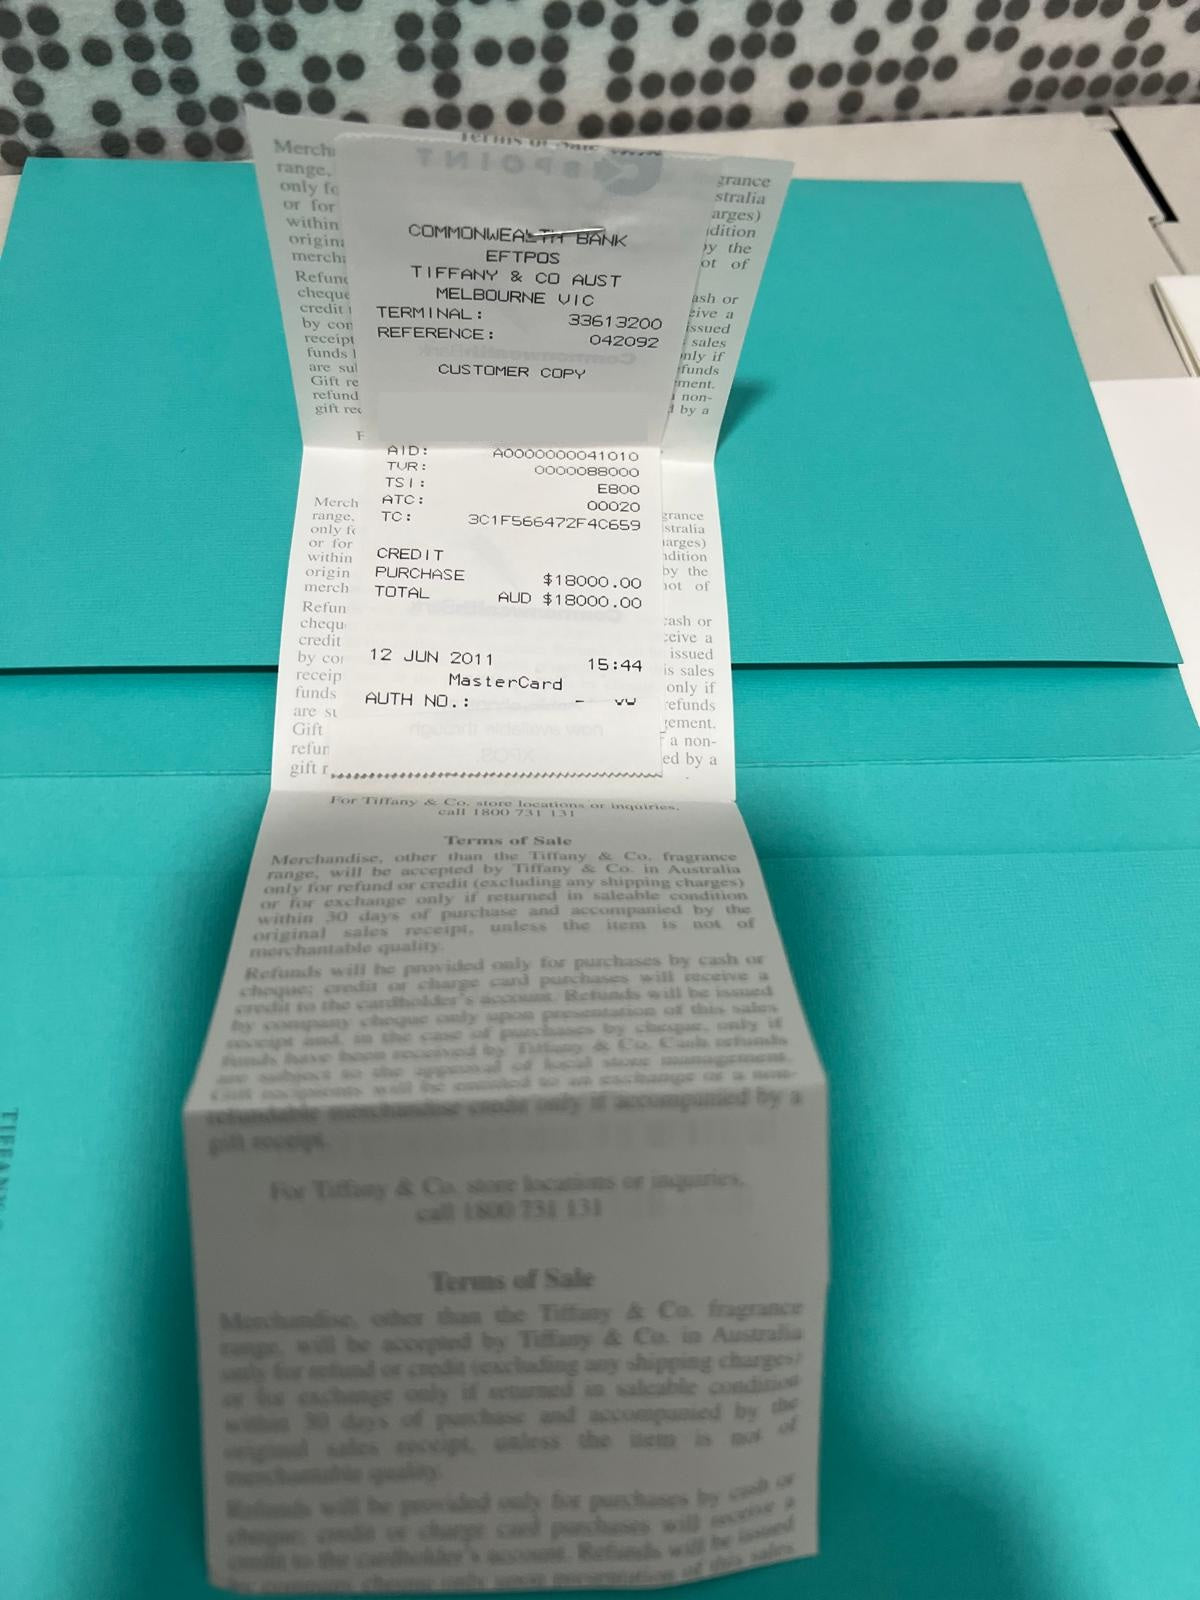 Terms of Sale
BPOINT
COMMONWEALTH BANK
EFTPOS
TIFFANY & CO AUST
MELBOURNE VIC
TERMINAL: 33613200
REFERENCE: 042092
CUSTOMER COPY
AID: A0000000041010
TVR: 0000088000
TSI: E800
ATC: 00020
TC: 3C1F566472F4C659
CREDIT
PURCHASE $18000.00
TOTAL AUD $18000.00
12 JUN 2011 15:44
MasterCard
AUTH NO.:
For Tiffany & Co. store locations or inquiries,
call 1800 731 131
Terms of Sale
Merchandise, other than the Tiffany & Co. fragrance
range, will be accepted by Tiffany & Co. in Australia
only for refund or credit (excluding any shipping charges)
or for exchange only if returned in saleable condition
within 30 days of purchase and accompanied by the
original sales receipt, unless the item is not of
merchantable quality.
Refunds will be provided only for purchases by cash or
cheque; credit or charge card purchases will receive a
credit to the cardholder's account. Refunds will be issued
by company cheque only upon presentation of this sales
receipt and, in the case of purchases by cheque, only if
funds have been received by Tiffany & Co. Cash refunds
are subject to the approval of local store management.
Gift recipients will be entitled to an exchange or a non-
refundable merchandise credit only if accompanied by a
gift receipt.
For Tiffany & Co. store locations or inquiries,
call 1800 731 131
Terms of Sale
Merchandise, other than the Tiffany & Co. fragrance
range, will be accepted by Tiffany & Co. in Australia
only for refund or credit (excluding any shipping charges)
or for exchange only if returned in saleable condition
within 30 days of purchase and accompanied by the
original sales receipt, unless the item is not of
merchantable quality.
Refunds will be provided only for purchases by cash or
cheque; credit or charge card purchases will receive a
credit to the cardholder's account. Refunds will be issued
by company cheque only upon presentation of this sales
TIFFANY